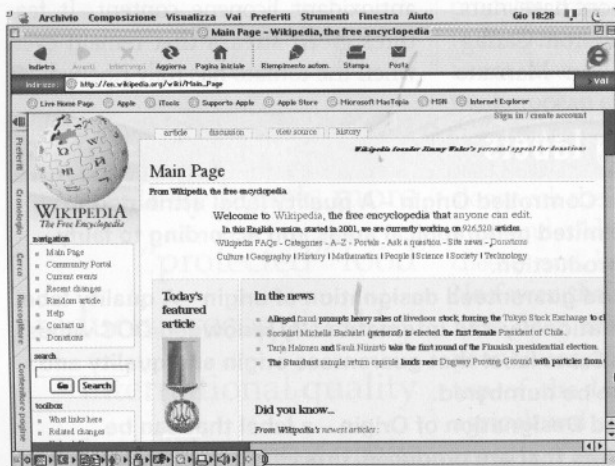 Archivio Composizione Visualizza Vai Preferiti Strumenti Finestra Aiuto Gio 18:28
Main Page - Wikipedia, the free encyclopedia
Indietro Avanti Interrompi Aggiorna Pagina iniziale Riempimento autom. Stampa Posta
Indirizzo http://en.wikipedia.org/wiki/Main_Page vai
Live Home Page Apple iTools Supporto Apple Apple Store Microsoft MacTopia MSN Internet Explorer
Sign in / create account
article discussion view source history
Wikipedia founder Jimmy Wales's personal appeal for donations
Main Page
From Wikipedia, the free encyclopedia
Welcome to Wikipedia, the free encyclopedia that anyone can edit.
In this English version, started in 2001, we are currently working on articles.
Wikipedia FAQs - Categories - A-Z - Portals - Ask a question - Site news - Donations
Culture | Geography | History | Mathematics | People | Science | Society | Technology
Preferiti
Cronologia
Cerca
Raccoglitore
Contenitore pagine
WIKIPEDIA
The Free Encyclopedia
navigation
Main Page
Community Portal
Current events
Recent changes
Random article
Help
Contact us
Donations
search
Go Search
toolbox
What links here
Related changes
Today's
featured
article
In the news
Alleged prompts heavy sales of livedoor stock, forcing the Tokyo Stock Exchange to
Socialist Michelle Bachelet (pictured) is elected the first female President of Chile.
Tarja Halonen and Sauli Niinistö take the first round of the Finnish presidential election.
The Stardust sample return capsule lands near Dugway Proving Ground with particles from
Did you know...
From Wikipedia's newest articles: